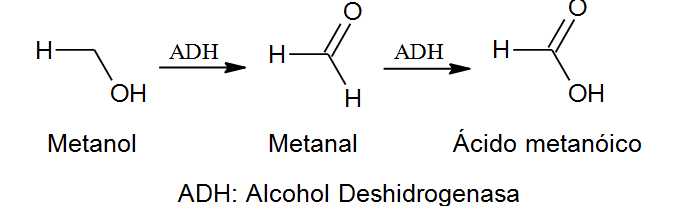 H OH ADH H O H ADH H O OH
Metanol Metanal Ácido metanóico
ADH: Alcohol Deshidrogenasa